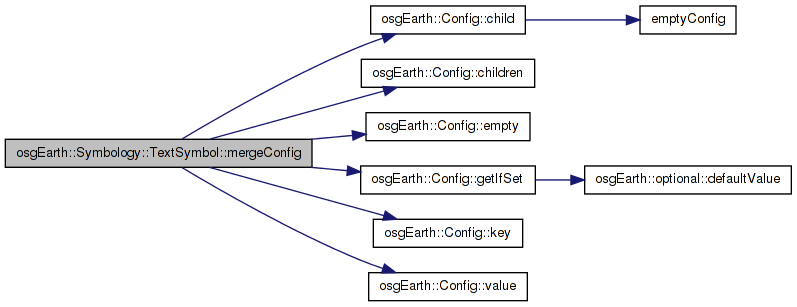 osgEarth::Config::child
emptyConfig
osgEarth::Config::children
osgEarth::Config::empty
osgEarth::Symbology::TextSymbol::mergeConfig
osgEarth::Config::getIfSet
osgEarth::optional::defaultValue
osgEarth::Config::key
osgEarth::Config::value